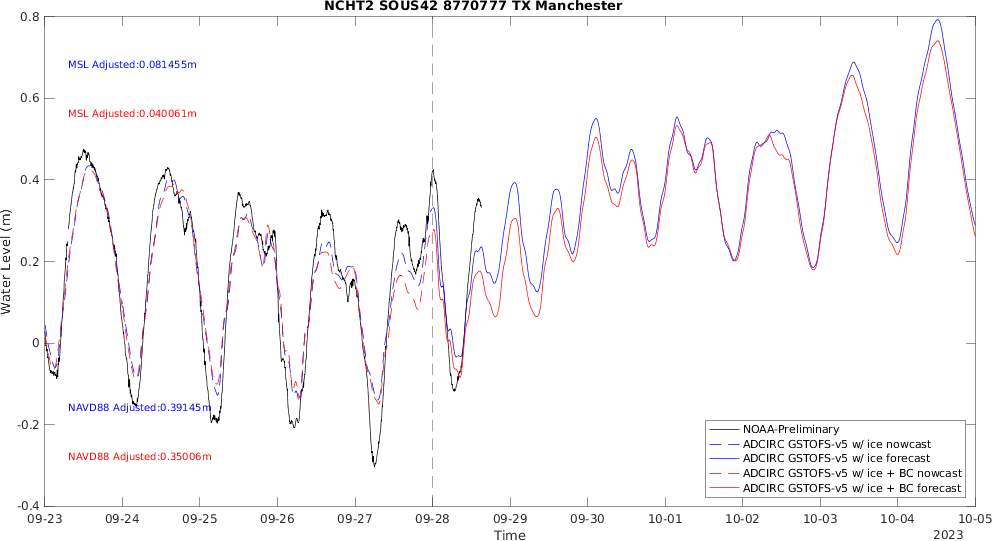 NCHT2 SOUS42 8770777 TX Manchester
0.8
0.6
0.4
0.2
0
-0.2
-0.4
Water Level (m)
MSL Adjusted:0.081455m
MSL Adjusted:0.040061m
NAVD88 Adjusted:0.39145m
NAVD88 Adjusted:0.35006m
NOAA-Preliminary
ADCIRC GSTOFS-v5 w/ ice nowcast
ADCIRC GSTOFS-v5 w/ ice forecast
ADCIRC GSTOFS-v5 w/ ice + BC nowcast
ADCIRC GSTOFS-v5 w/ ice + BC forecast
09-23 09-24 09-25 09-26 09-27 09-28 09-29 09-30 10-01 10-02 10-03 10-04 10-05
Time
2023